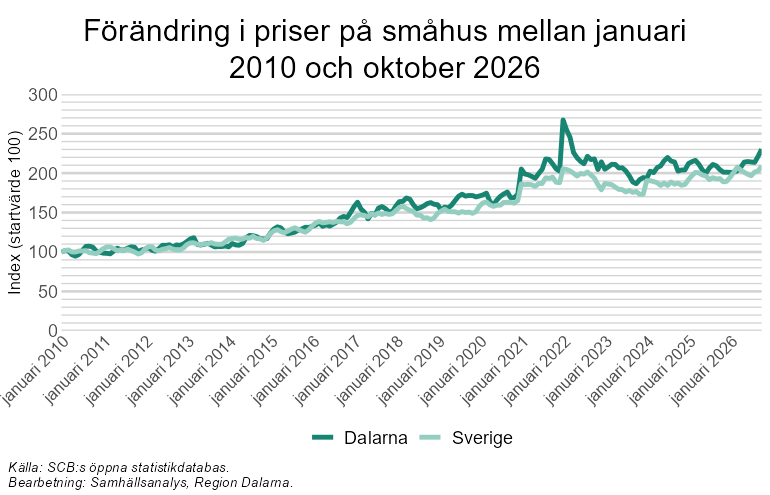 Förändring i priser på småhus mellan januari
2010 och oktober 2026
Index (startvärde 100)
300
250
200
150
100
50
0
januari 2010
januari 2011
januari 2012
januari 2013
januari 2014
januari 2015
januari 2016
januari 2017
januari 2018
januari 2019
januari 2020
januari 2021
januari 2022
januari 2023
januari 2024
januari 2025
januari 2026
Dalarna
Sverige
Källa: SCB:s öppna statistikdatabas.
Bearbetning: Samhällsanalys, Region Dalarna.